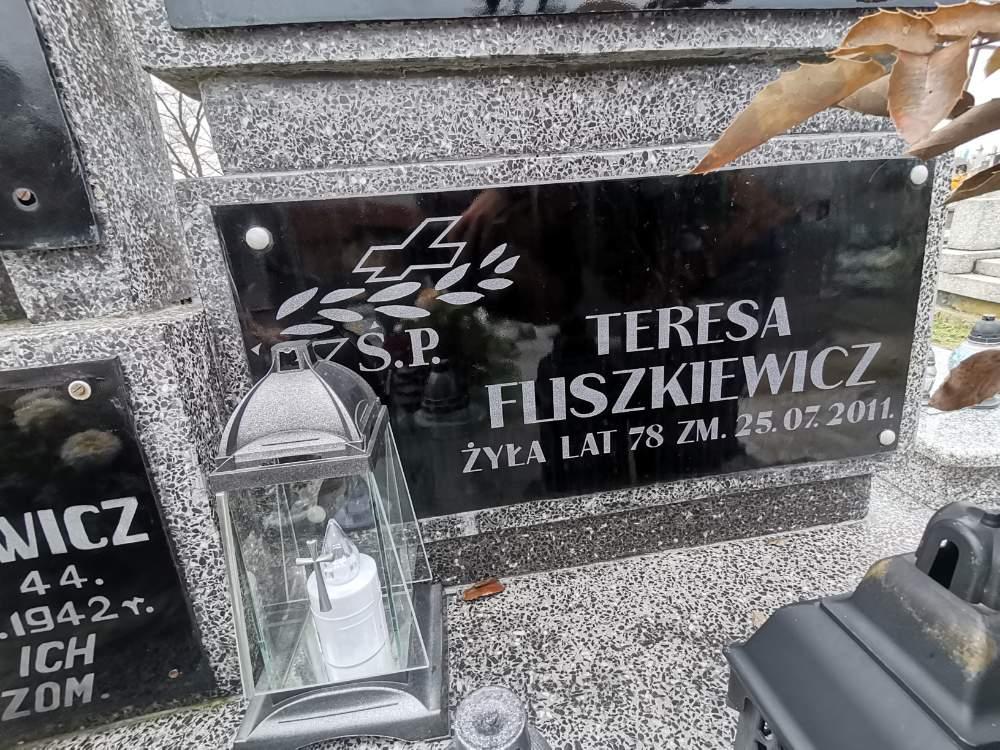 Ś.P.
TERESA
FLISZKIEWICZ
ŻYŁA LAT 78 ZM. 25.07.2011.
WICZ
44.
.1942 r.
ICH
ZOM.